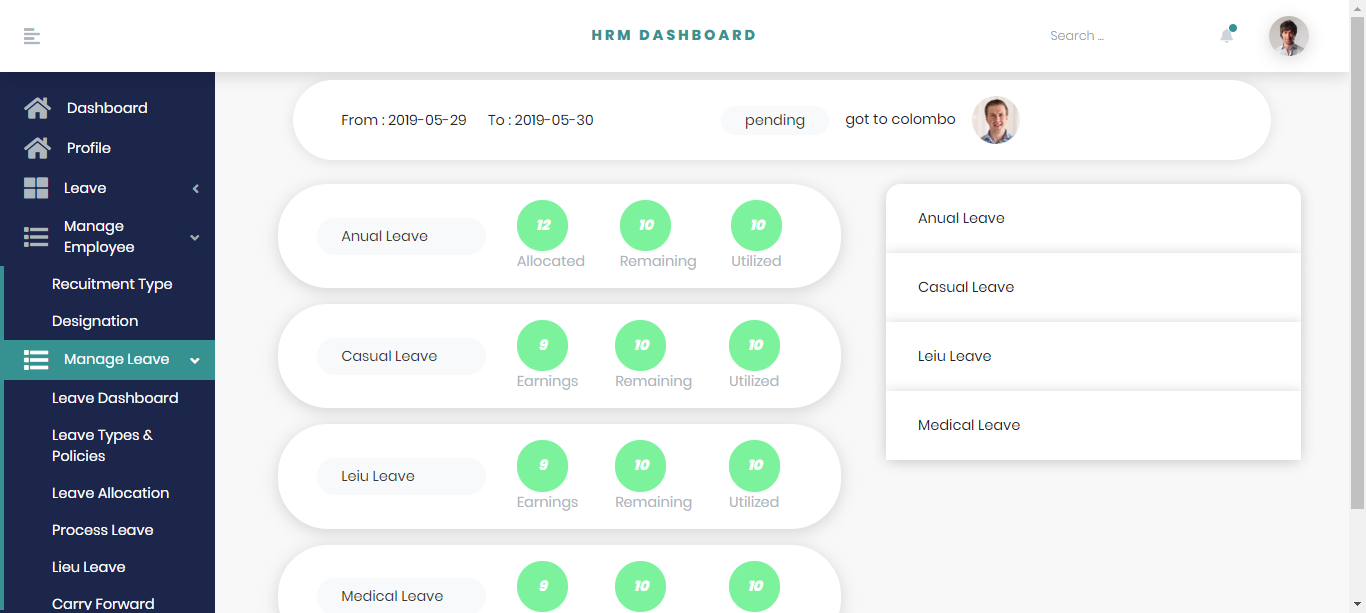 HRM DASHBOARD
Search ...
Dashboard
Profile
Leave
Manage
Employee
Recuitment Type
Designation
Manage Leave
Leave Dashboard
Leave Types &
Policies
Leave Allocation
Process Leave
Lieu Leave
Carry Forward
From : 2019-05-29 To : 2019-05-30 pending got to colombo
Anual Leave 12 10 10
Allocated Remaining Utilized
Casual Leave 9 10 10
Earnings Remaining Utilized
Leiu Leave 9 10 10
Earnings Remaining Utilized
Medical Leave 9 10 10
Anual Leave
Casual Leave
Leiu Leave
Medical Leave